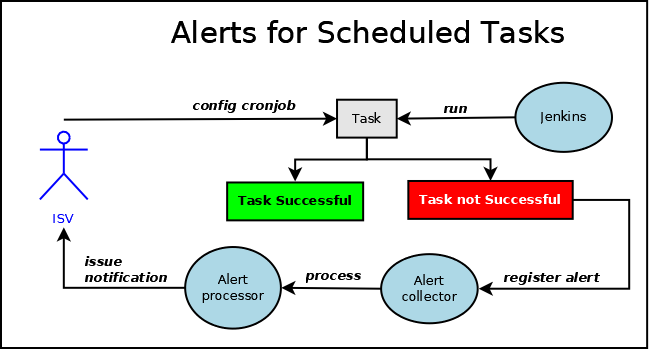 Alerts for Scheduled Tasks
config cronjob
run
Task
Jenkins
Task Successful
Task not Successful
ISV
issue
notification
Alert
processor
process
Alert
collector
register alert